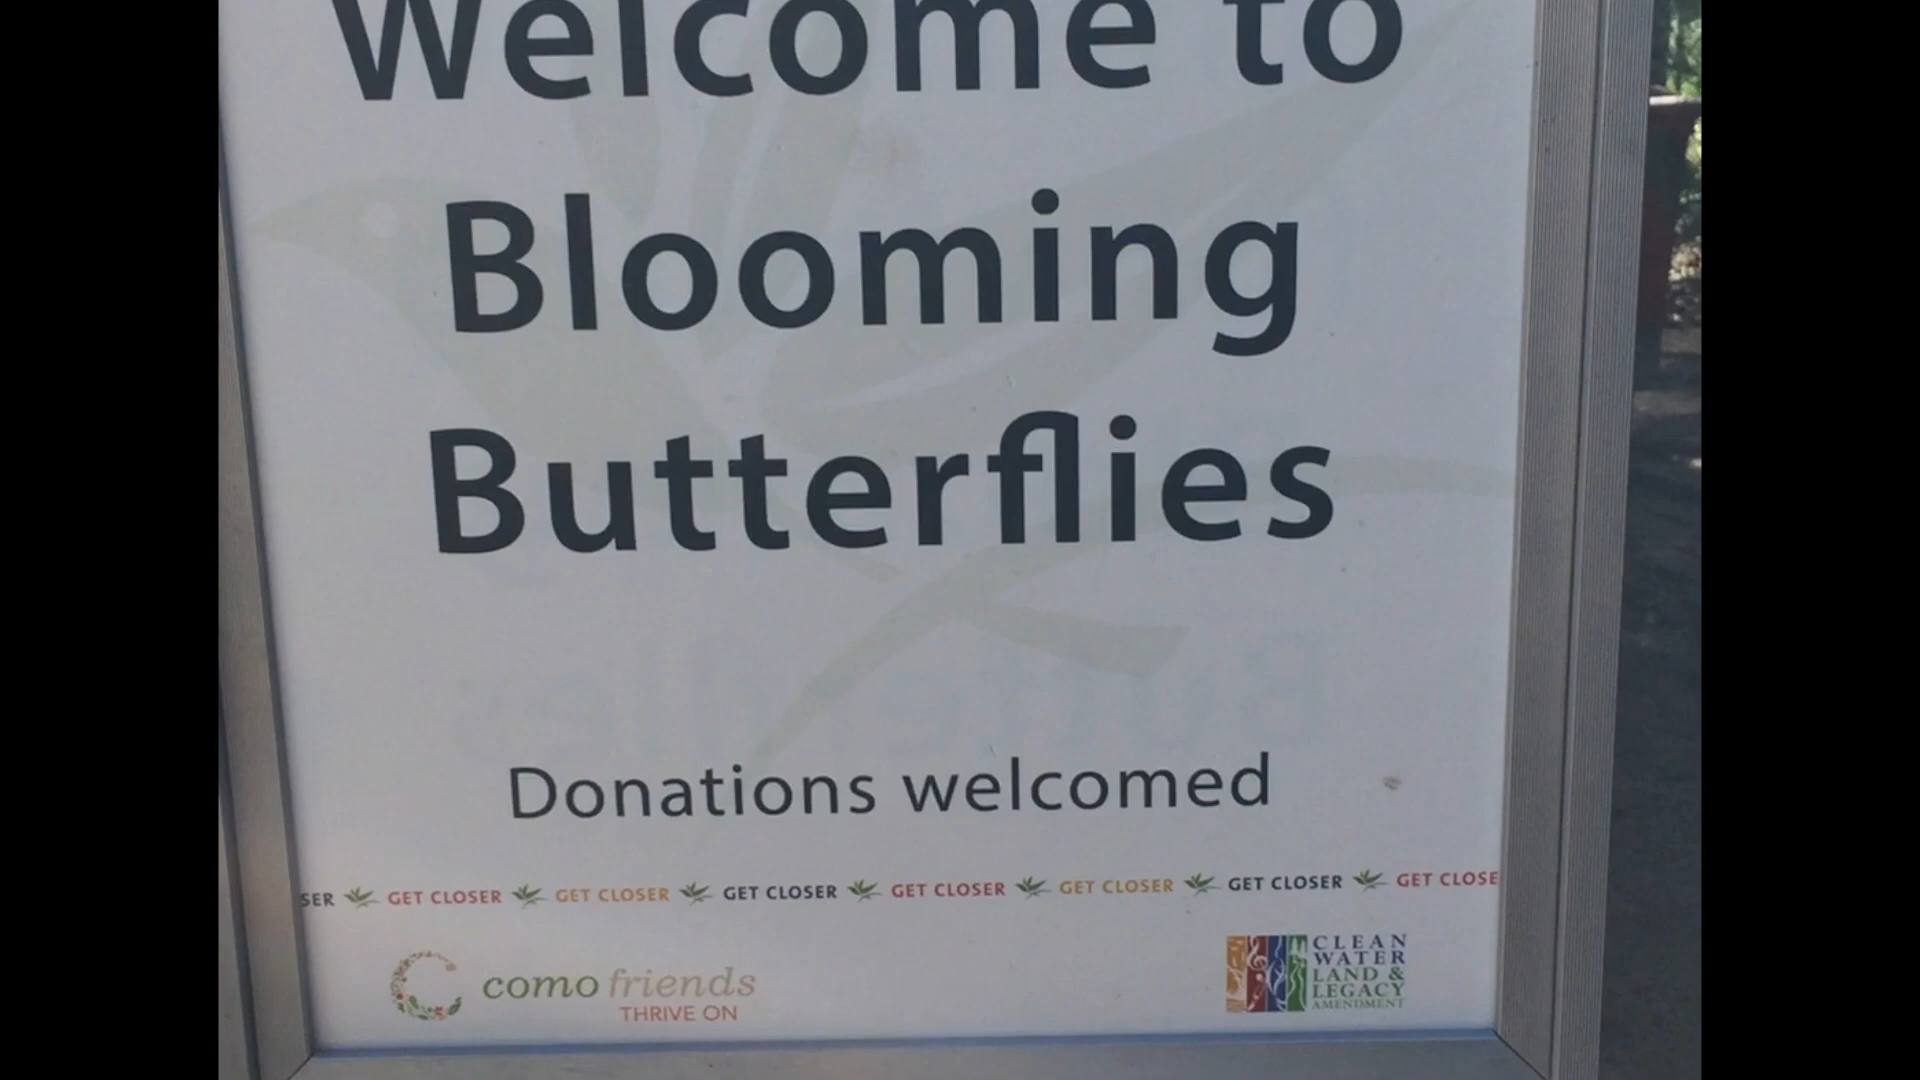 Welcome to
Blooming
Butterflies
Donations welcomed
SER GET CLOSER GET CLOSER GET CLOSER GET CLOSER GET CLOSER GET CLOSER GET CLOSE
como friends
THRIVE ON
CLEAN
WATER
LAND &
LEGACY
AMENDMENT